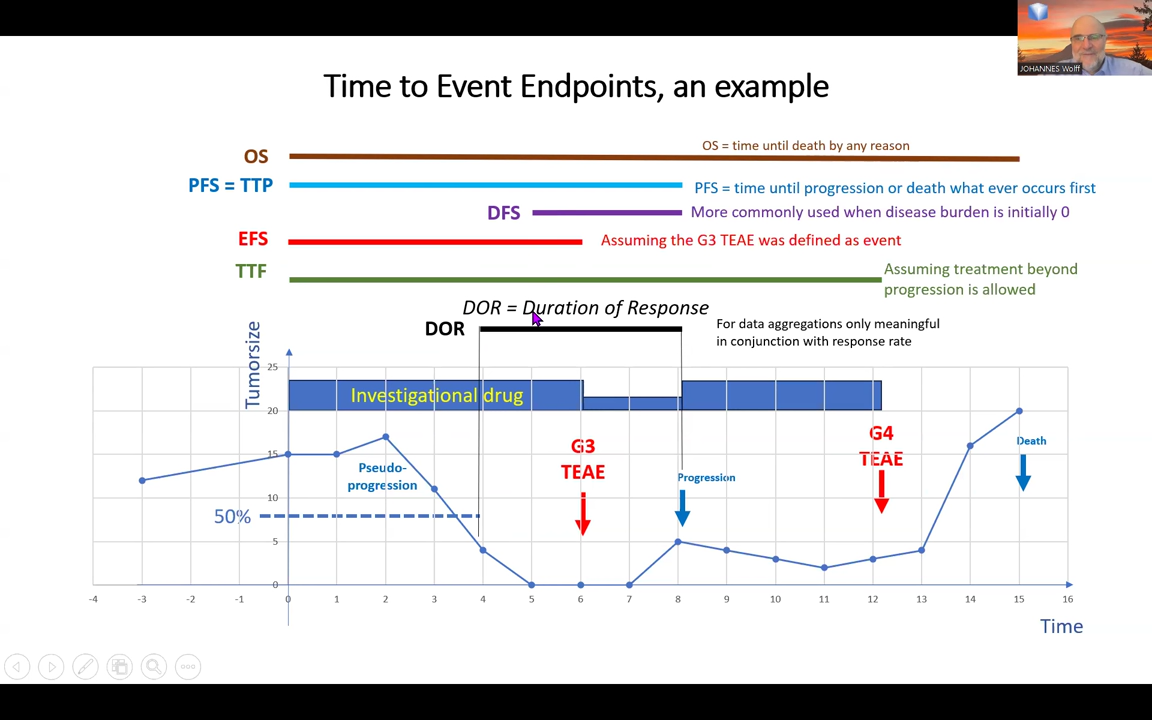 JOHANNES Wolff
Time to Event Endpoints, an example
OS
OS = time until death by any reason
PFS = TTP
PFS = time until progression or death what ever occurs first
DFS
More commonly used when disease burden is initially 0
EFS
Assuming the G3 TEAE was defined as event
TTF
Assuming treatment beyond
progression is allowed
DOR = Duration of Response
DOR
For data aggregations only meaningful
in conjunction with response rate
Tumorsize
25
20
15
10
5
0
Investigational drug
Pseudo-
progression
50%
G3
TEAE
Progression
G4
TEAE
Death
-4 -3 -2 -1 0 1 2 3 4 5 6 7 8 9 10 11 12 13 14 15 16
Time